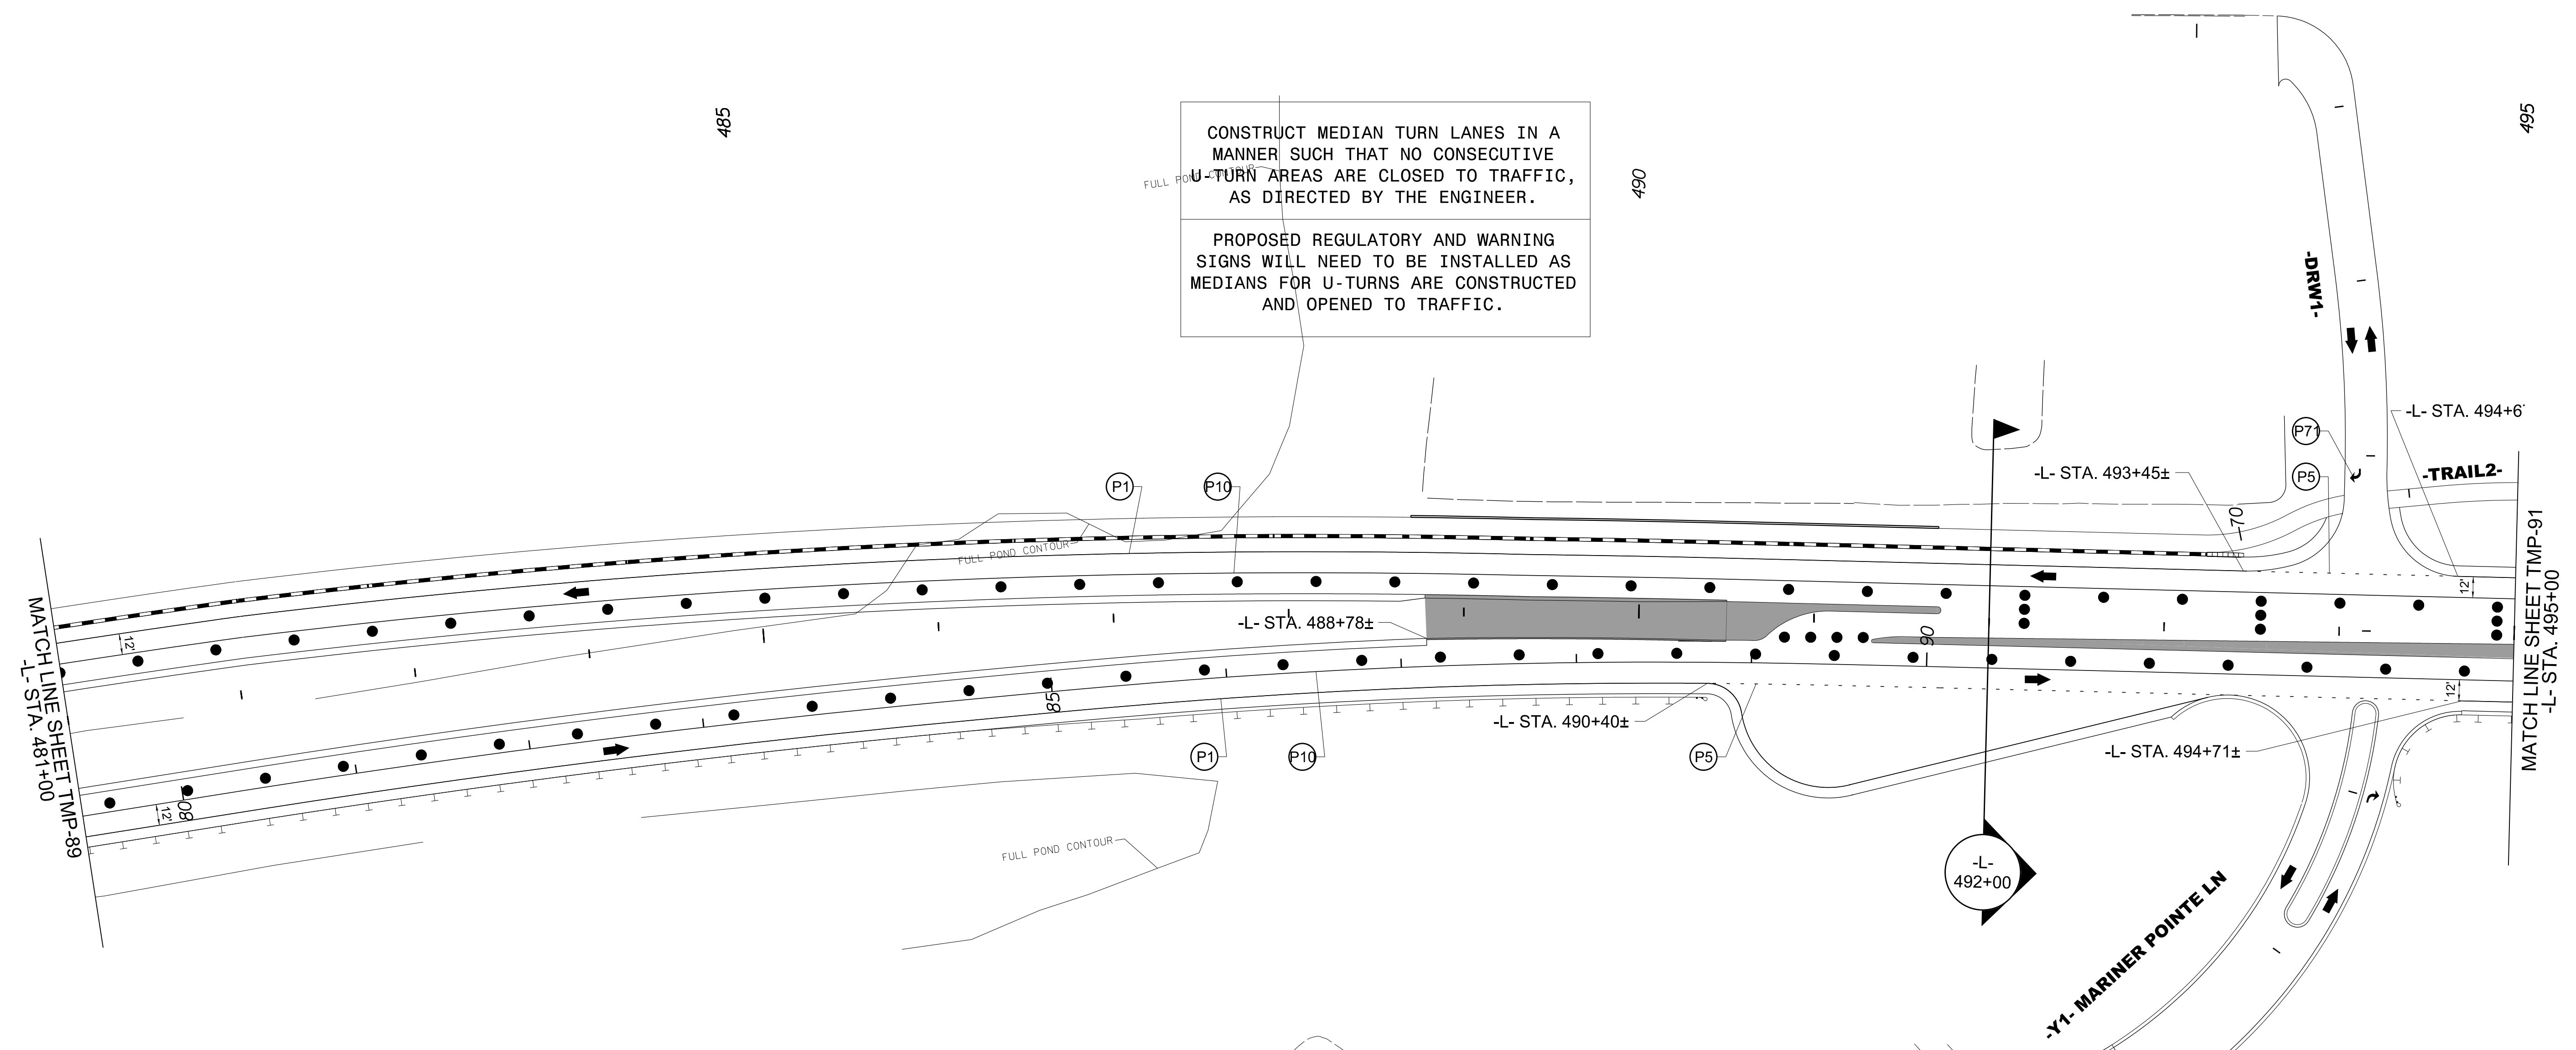 485
CONSTRUCT MEDIAN TURN LANES IN A
MANNER SUCH THAT NO CONSECUTIVE
U-TURN AREAS ARE CLOSED TO TRAFFIC,
AS DIRECTED BY THE ENGINEER.
PROPOSED REGULATORY AND WARNING
SIGNS WILL NEED TO BE INSTALLED AS
MEDIANS FOR U-TURNS ARE CONSTRUCTED
AND OPENED TO TRAFFIC.
FULL POND CONTOUR
490
495
-DRW1-
-L- STA. 494+6
P71
P5
-TRAIL2-
-L- STA. 493+45±
70
P1
P10
FULL POND CONTOUR
12'
12'
-L- STA. 488+78±
90
85
80
12'
12'
MATCH LINE SHEET TMP-89
-L- STA. 481+00
MATCH LINE SHEET TMP-91
-L- STA. 495+00
-L- STA. 490+40±
-L- STA. 494+71±
P1
P10
P5
FULL POND CONTOUR
-L-
492+00
-Y1- MARINER POINTE LN